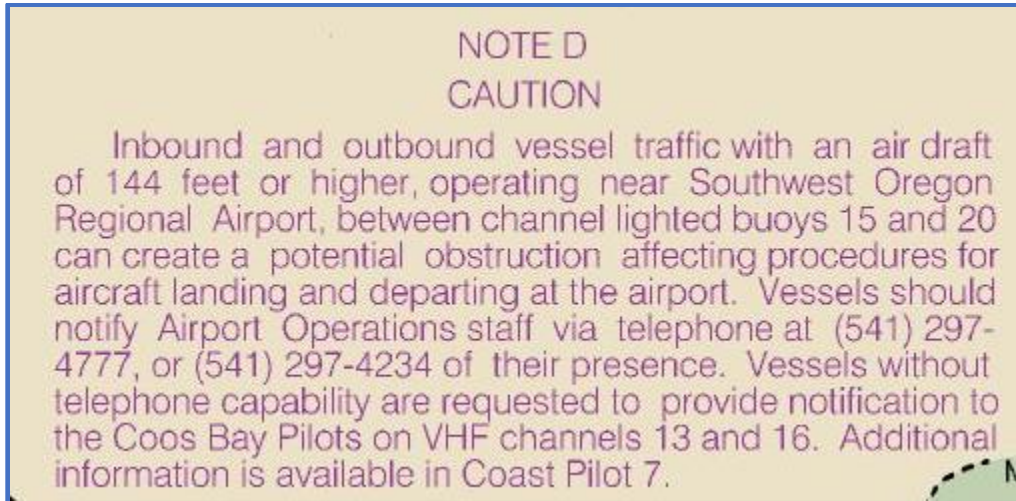 NOTE D
CAUTION
Inbound and outbound vessel traffic with an air draft
of 144 feet or higher, operating near Southwest Oregon
Regional Airport, between channel lighted buoys 15 and 20
can create a potential obstruction affecting procedures for
aircraft landing and departing at the airport. Vessels should
notify Airport Operations staff via telephone at (541) 297-
4777, or (541) 297-4234 of their presence. Vessels without
telephone capability are requested to provide notification to
the Coos Bay Pilots on VHF channels 13 and 16. Additional
information is available in Coast Pilot 7.